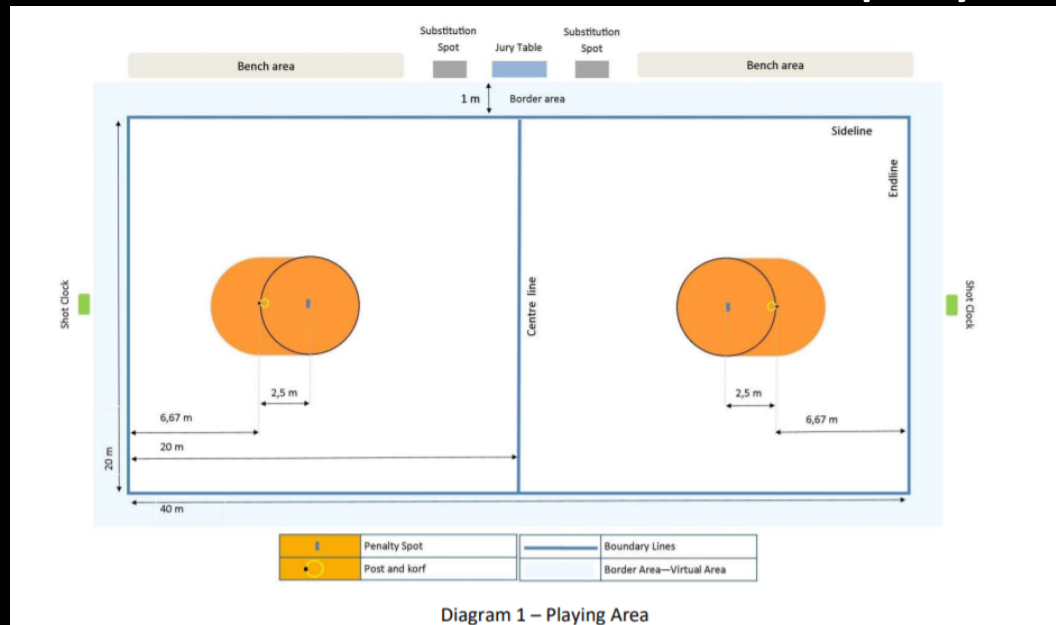 Substitution
Spot
Jury Table
Substitution
Spot
Bench area
Bench area
1 m
Border area
Sideline
Endline
Shot Clock
Centre line
Shot Clock
2,5 m
2,5 m
6,67 m
6,67 m
20 m
20 m
40 m
Penalty Spot
Boundary Lines
Post and korf
Border Area—Virtual Area
Diagram 1 – Playing Area